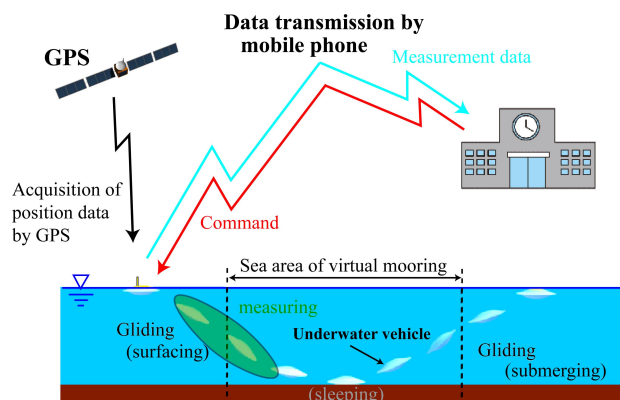 Data transmission by
mobile phone
GPS
Measurement data
Acquisition of
position data
by GPS
Command
Sea area of virtual mooring
measuring
Gliding
(surfacing)
Underwater vehicle
Gliding
(submerging)
(sleeping)